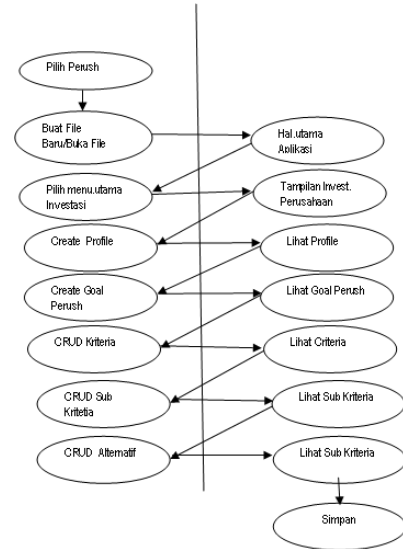 Pilih Perush
Buat File
Baru/Buka File
Hal.utama
Aplikasi
Pilih menu.utama
Investasi
Tampilan Invest.
Perusahaan
Create Profile
Lihat Profile
Create Goal
Perush
Lihat Goal Perush
CRUD Kriteria
Lihat Criteria
CRUD Sub
Kritetia
Lihat Sub Kriteria
CRUD Alternatif
Lihat Sub Kriteria
Simpan